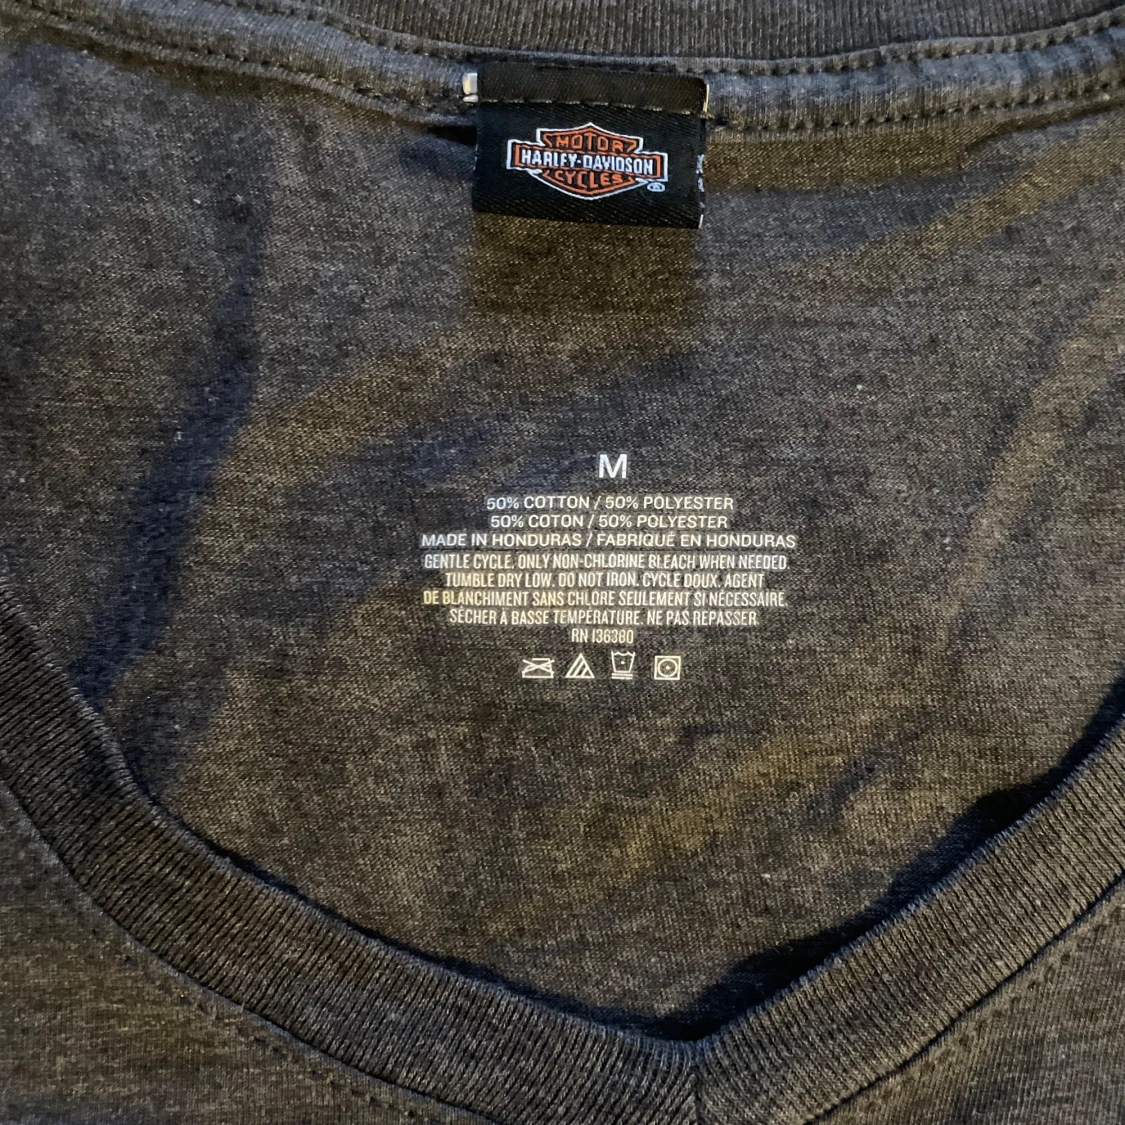 MOTOR
HARLEY-DAVIDSON
CYCLES
®
M
50% COTTON / 50% POLYESTER
50% COTON / 50% POLYESTER
MADE IN HONDURAS / FABRIQUÉ EN HONDURAS
GENTLE CYCLE. ONLY NON-CHLORINE BLEACH WHEN NEEDED.
TUMBLE DRY LOW. DO NOT IRON. CYCLE DOUX. AGENT
DE BLANCHIMENT SANS CHLORE SEULEMENT SI NÉCESSAIRE.
SÉCHER À BASSE TEMPÉRATURE. NE PAS REPASSER.
RN 136380